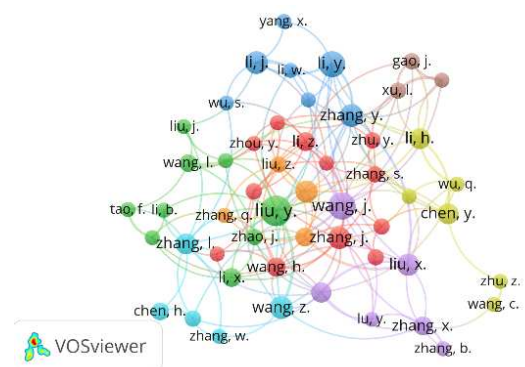 yang, x.
li, j.
li, w.
li, y.
gao, j.
xu, l.
wu, s.
zhang, y.
liu, j.
zhou, y.
li, z.
zhu, y.
li, h.
wang, l.
liu, z.
zhang, s.
wu, q.
tao, f.
li, b.
zhang, q.
liu, y.
wang, j.
chen, y.
zhang, l.
zhao, j.
zhang, j.
li, x.
wang, h.
liu, x.
zhu, z.
chen, h.
wang, z.
wang, c.
lu, y.
zhang, x.
zhang, w.
zhang, b.
VOSviewer